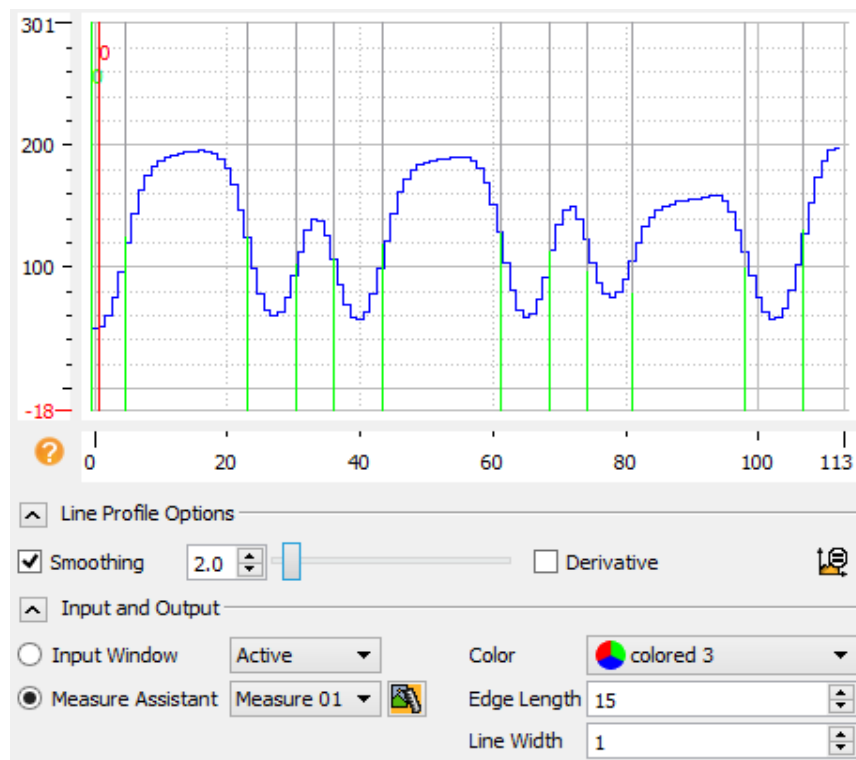 301
0
0
200
100
-18
0 20 40 60 80 100 113
Line Profile Options
Smoothing 2.0 Derivative
Input and Output
Input Window Active Color colored 3
Measure Assistant Measure 01 Edge Length 15
Line Width 1